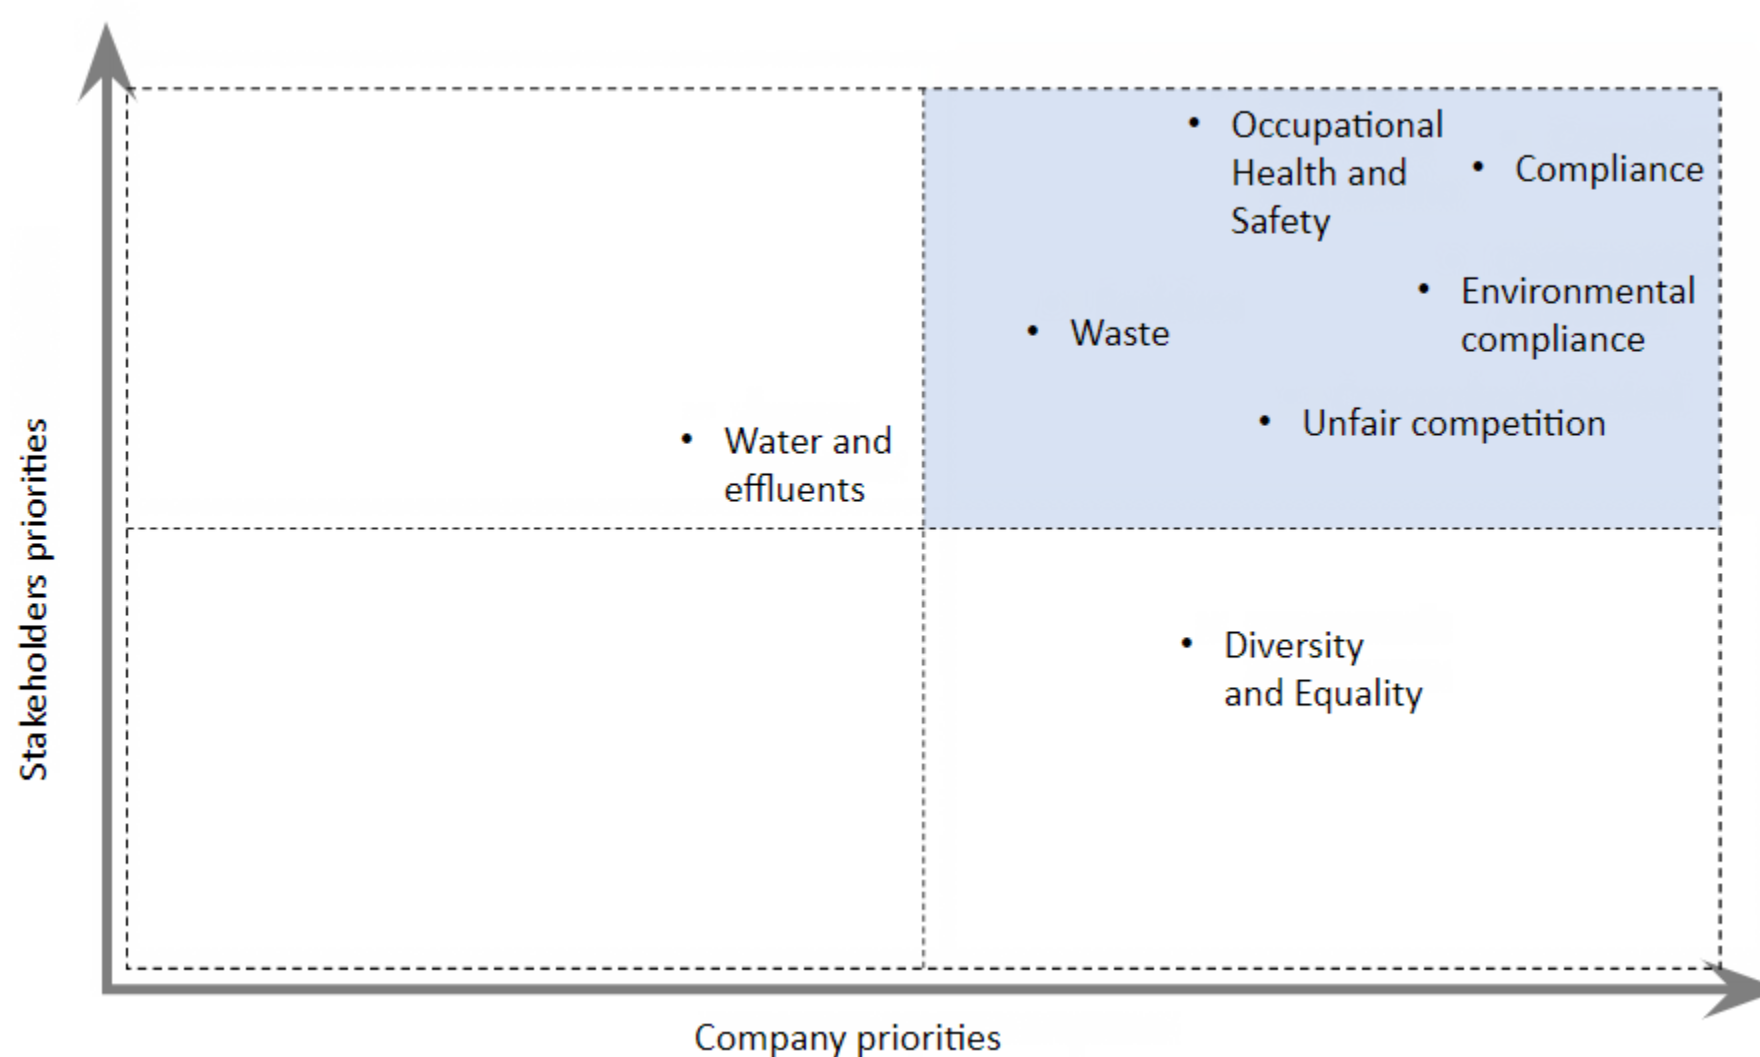 • Occupational
Health and
Safety
• Compliance
• Environmental
compliance
• Waste
• Unfair competition
• Water and
effluents
• Diversity
and Equality
Stakeholders priorities
Company priorities